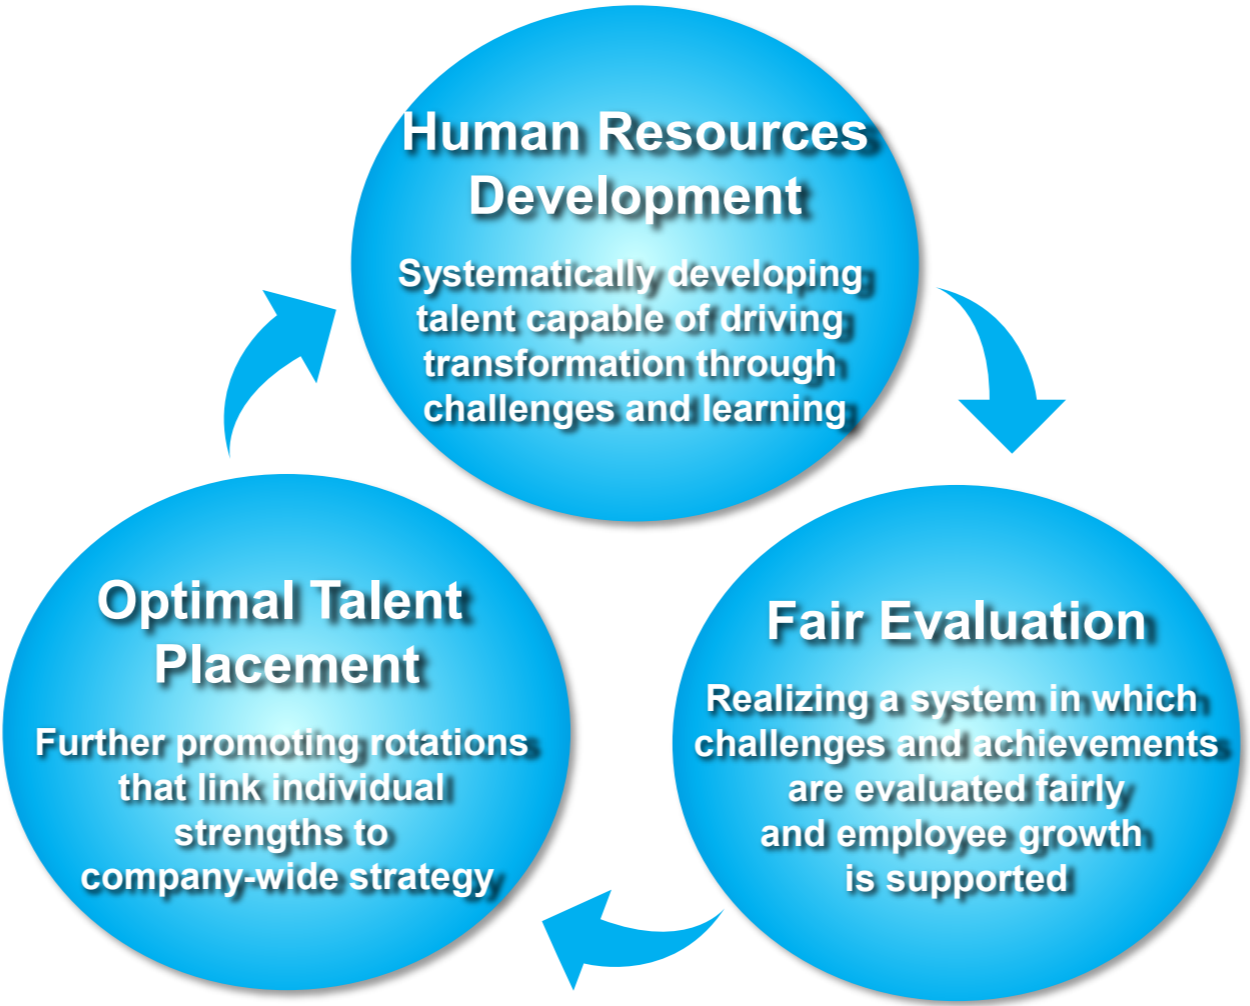 Human Resources
Development
Systematically developing
talent capable of driving
transformation through
challenges and learning
Optimal Talent
Placement
Further promoting rotations
that link individual
strengths to
company-wide strategy
Fair Evaluation
Realizing a system in which
challenges and achievements
are evaluated fairly
and employee growth
is supported